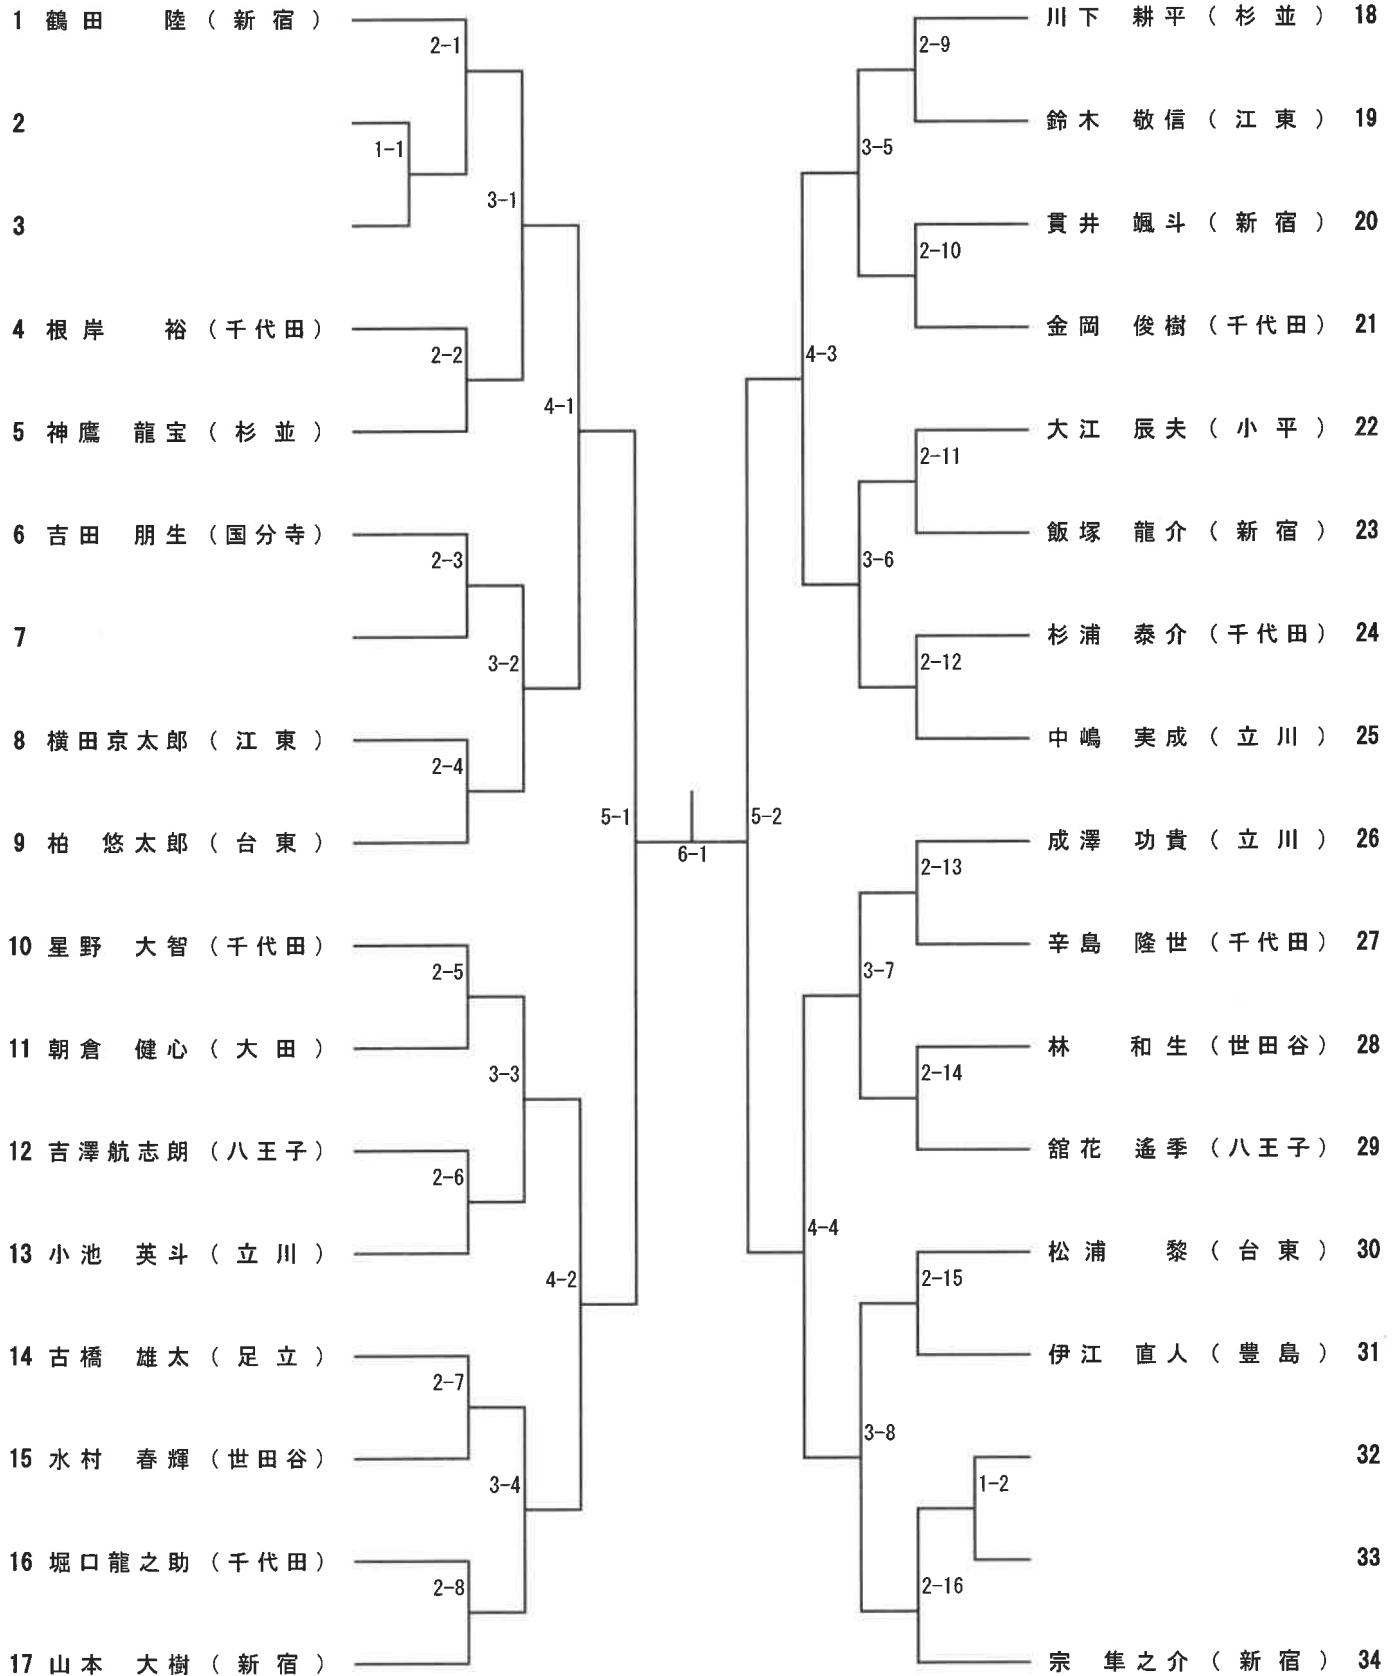 1 鶴田 陸 (新宿)
2-1
2
1-1
3
3-1
4 根岸 裕 (千代田)
2-2
5 神鷹 龍宝 (杉並)
4-1
6 吉田 朋生 (国分寺)
2-3
7
3-2
8 横田京太郎 (江東)
2-4
9 柏 悠太郎 (台東)
5-1
10 星野 大智 (千代田)
2-5
11 朝倉 健心 (大田)
3-3
12 吉澤航志朗 (八王子)
2-6
13 小池 英斗 (立川)
4-2
14 古橋 雄太 (足立)
2-7
15 水村 春輝 (世田谷)
3-4
16 堀口龍之助 (千代田)
2-8
17 山本 大樹 (新宿)
6-1
川下 耕平 (杉並) 18
2-9
鈴木 敬信 (江東) 19
3-5
貫井 颯斗 (新宿) 20
2-10
金岡 俊樹 (千代田) 21
4-3
大江 辰夫 (小平) 22
2-11
飯塚 龍介 (新宿) 23
3-6
杉浦 泰介 (千代田) 24
2-12
中嶋 実成 (立川) 25
5-2
成澤 功貴 (立川) 26
2-13
辛島 隆世 (千代田) 27
3-7
林 和生 (世田谷) 28
2-14
舘花 遙季 (八王子) 29
4-4
松浦 黎 (台東) 30
2-15
伊江 直人 (豊島) 31
3-8
32
1-2
33
2-16
宗 隼之介 (新宿) 34